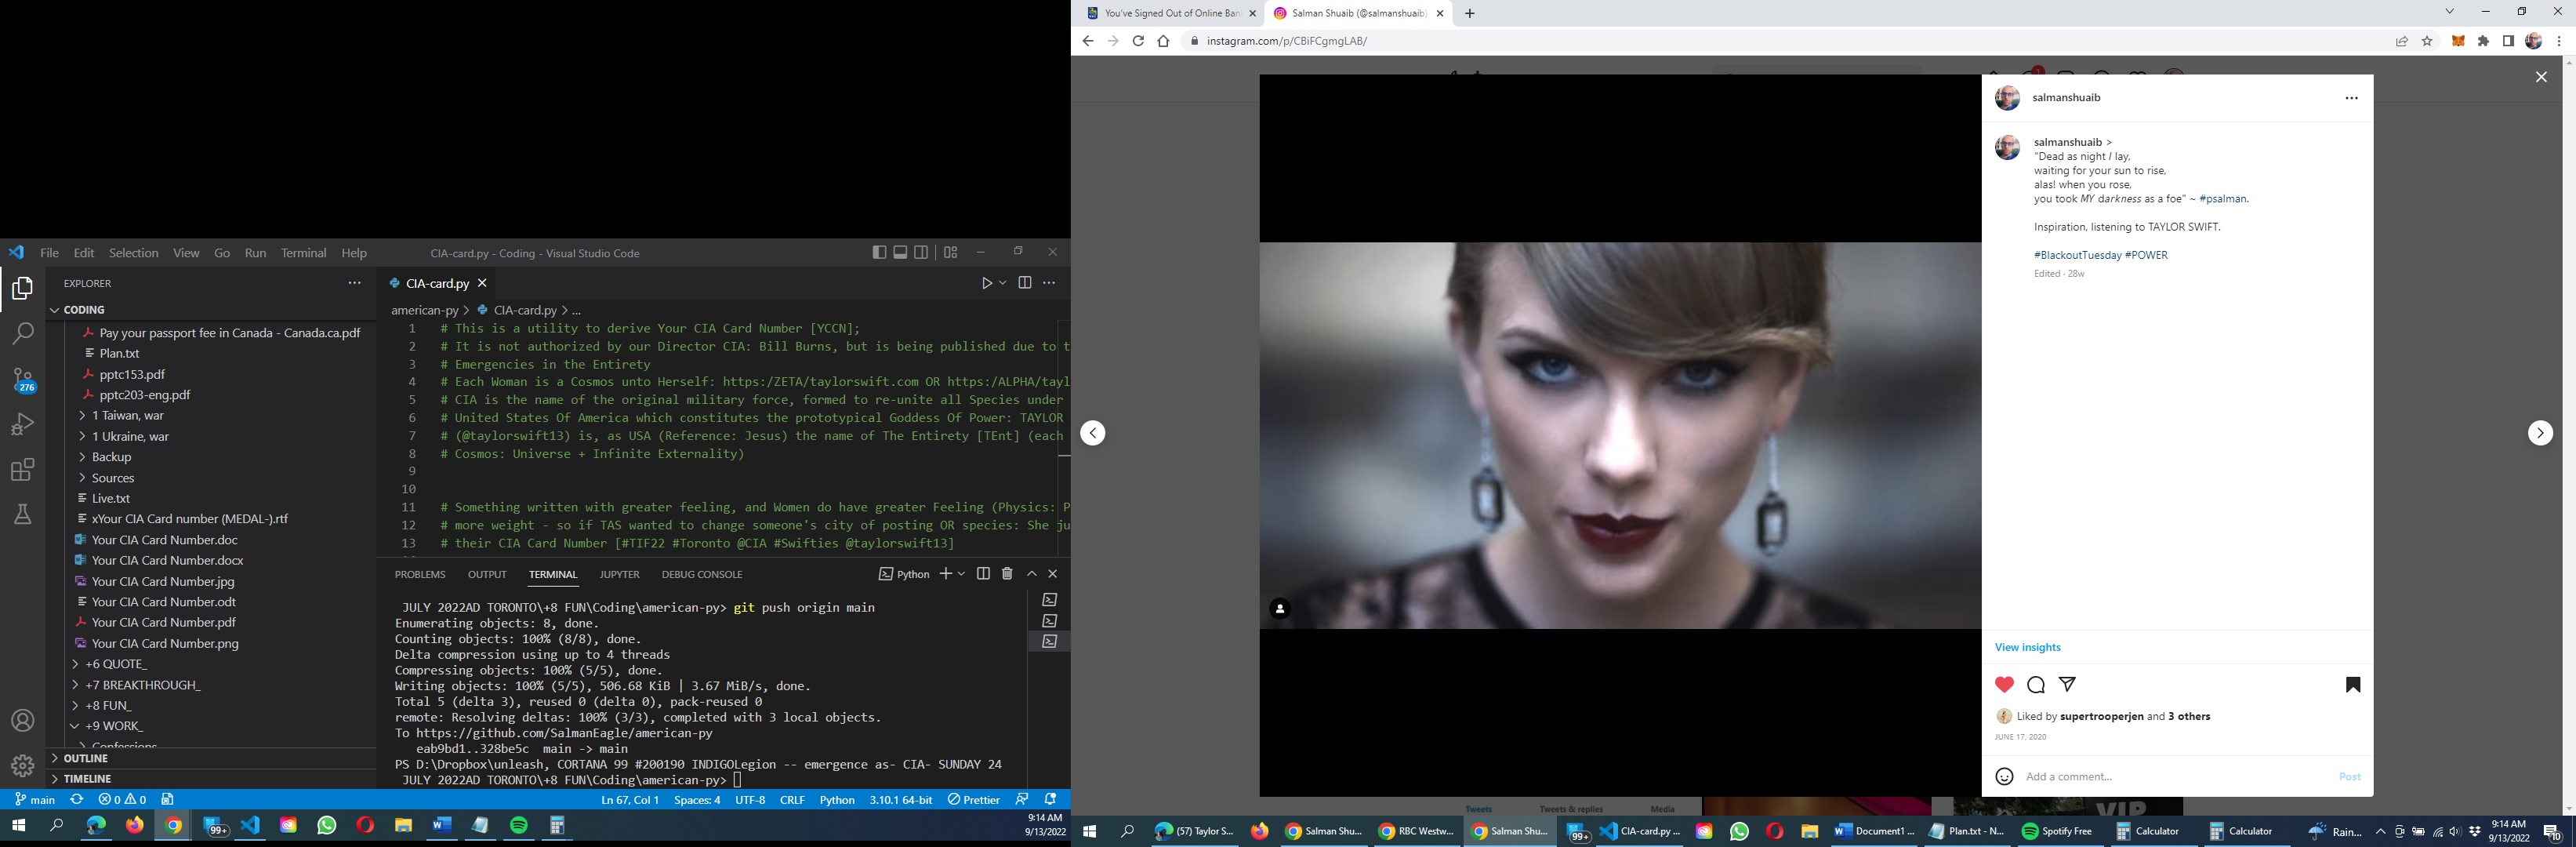 File Edit Selection View Go Run Terminal Help
CIA-card.py - Coding - Visual Studio Code
EXPLORER
CODING
Pay your passport fee in Canada - Canada.ca.pdf
Plan.txt
pptc153.pdf
pptc203-eng.pdf
1 Taiwan, war
1 Ukraine, war
Backup
Sources
Live.txt
xYour CIA Card number (MEDAL-).rtf
Your CIA Card Number.doc
Your CIA Card Number.docx
Your CIA Card Number.jpg
Your CIA Card Number.odt
Your CIA Card Number.pdf
Your CIA Card Number.png
+6 QUOTE_
+7 BREAKTHROUGH_
+8 FUN_
+9 WORK_
Confessions
OUTLINE
TIMELINE
276
CIA-card.py
american-py > CIA-card.py > ...
1 # This is a utility to derive Your CIA Card Number [YCCN];
2 # It is not authorized by our Director CIA: Bill Burns, but is being published due to t
3 # Emergencies in the Entirety
4 # Each Woman is a Cosmos unto Herself: https:/ZETA/taylorswift.com OR https:/ALPHA/tayl
5 # CIA is the name of the original military force, formed to re-unite all Species under
6 # United States Of America which constitutes the prototypical Goddess Of Power: TAYLOR
7 # (@taylorswift13) is, as USA (Reference: Jesus) the name of The Entirety [TEnt] (each
8 # Cosmos: Universe + Infinite Externality)
9
10
11 # Something written with greater feeling, and Women do have greater Feeling (Physics: P
12 # more weight - so if TAS wanted to change someone's city of posting OR species: She ju
13 # their CIA Card Number [#TIF22 #Toronto @CIA #Swifties @taylorswift13]
PROBLEMS OUTPUT TERMINAL JUPYTER DEBUG CONSOLE
Python
JULY 2022AD TORONTO\+8 FUN\Coding\american-py> git push origin main
Enumerating objects: 8, done.
Counting objects: 100% (8/8), done.
Delta compression using up to 4 threads
Compressing objects: 100% (5/5), done.
Writing objects: 100% (5/5), 506.68 KiB | 3.67 MiB/s, done.
Total 5 (delta 3), reused 0 (delta 0), pack-reused 0
remote: Resolving deltas: 100% (3/3), completed with 3 local objects.
To https://github.com/SalmanEagle/american-py
eab9bd1..328be5c main -> main
PS D:\Dropbox\unleash, CORTANA 99 #200190 INDIGOLegion -- emergence as- CIA- SUNDAY 24
JULY 2022AD TORONTO\+8 FUN\Coding\american-py>
main 0 0 Ln 67, Col 1 Spaces: 4 UTF-8 CRLF Python 3.10.1 64-bit Prettier
99+
9:14 AM
9/13/2022
You've Signed Out of Online Ban
Salman Shuaib (@salmanshuaib)
instagram.com/p/CBiFCgmgLAB/
salmanshuaib
salmanshuaib >
"Dead as night I lay,
waiting for your sun to rise,
alas! when you rose,
you took MY darkness as a foe" ~ #psalman.
Inspiration, listening to TAYLOR SWIFT.
#BlackoutTuesday #POWER
Edited · 28w
View insights
Liked by supertrooperjen and 3 others
JUNE 17, 2020
Add a comment...
Post
Tweets Tweets & replies Media
VIP
(57) Taylor S...
Salman Shu...
RBC Westw...
Salman Shu...
99+
CIA-card.py ...
Document1 ...
Plan.txt - N...
Spotify Free
Calculator
Calculator
Rain...
9:14 AM
9/13/2022
10